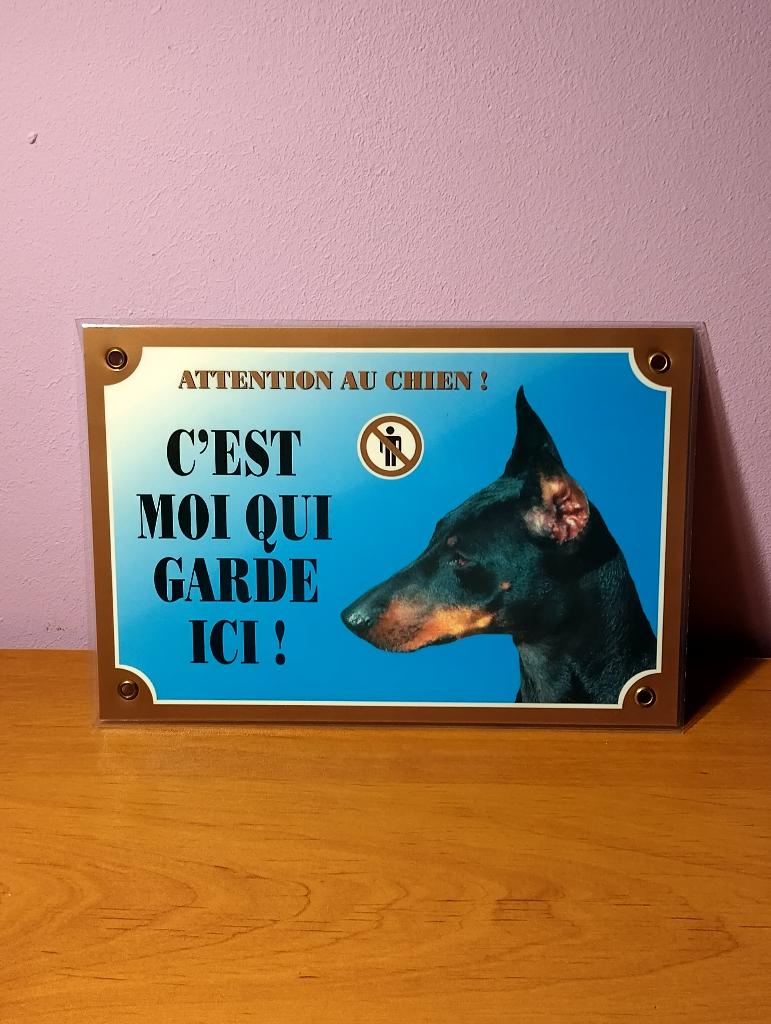 ATTENTION AU CHIEN !
C'EST
MOI QUI
GARDE
ICI !